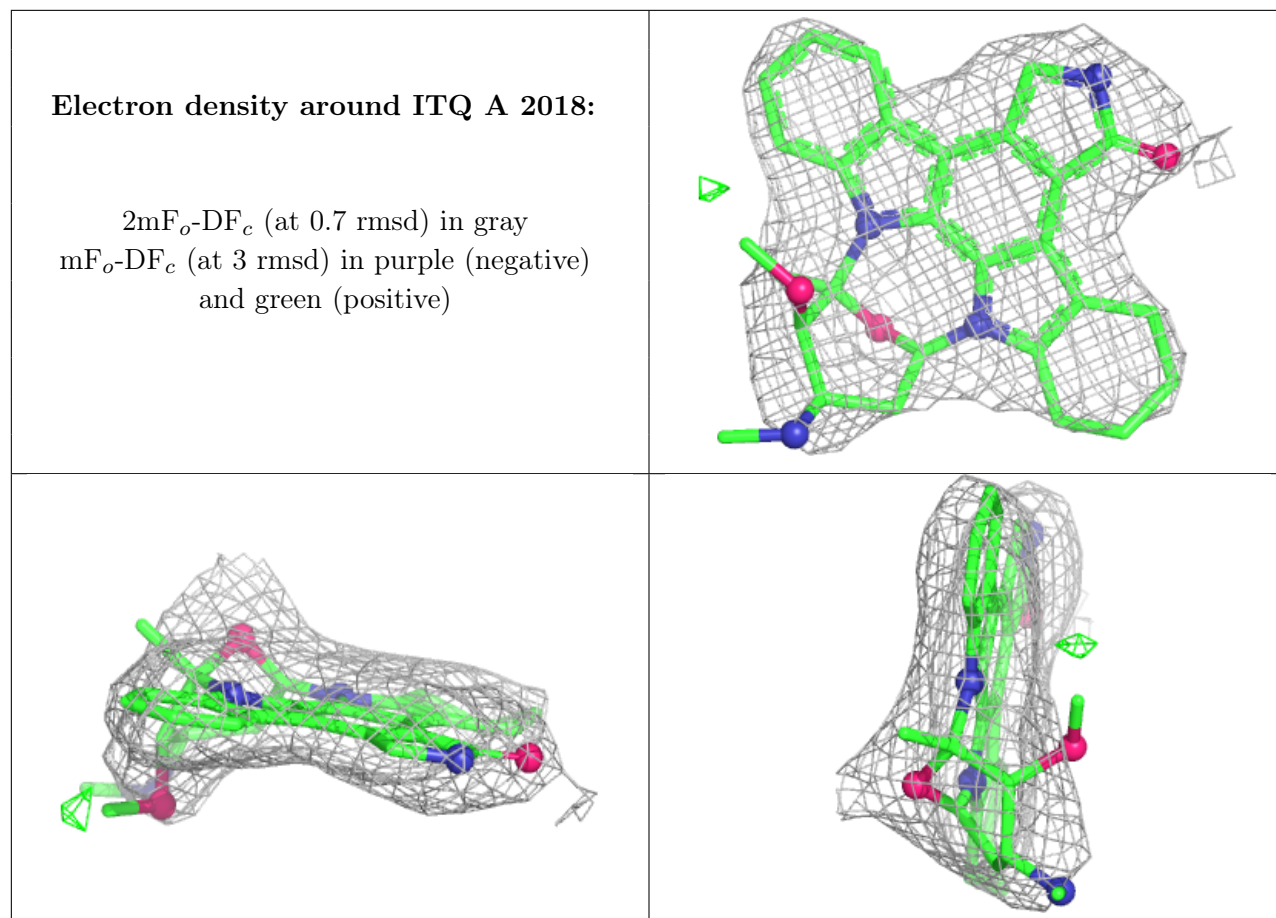 Electron density around ITQ A 2018:
2mFo-DFc (at 0.7 rmsd) in gray
mFo-DFc (at 3 rmsd) in purple (negative)
and green (positive)